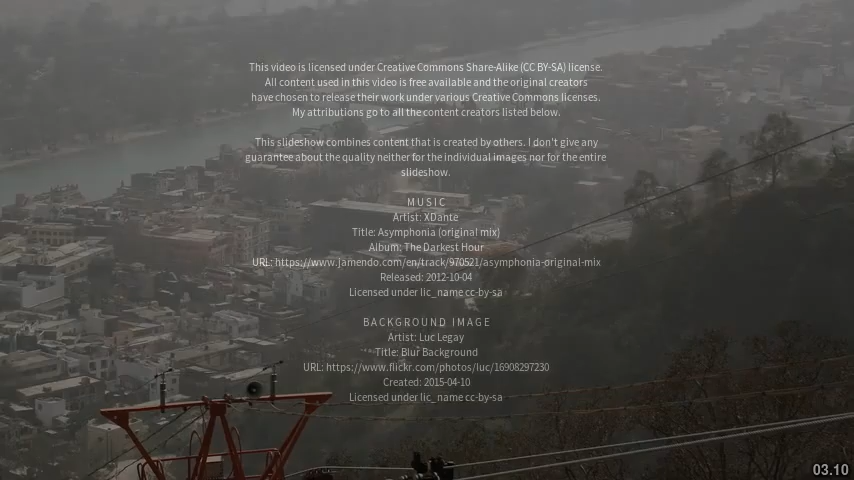 This video is licensed under Creative Commons Share-Alike (CC BY-SA) license.
All content used in this video is free available and the original creators
have chosen to release their work under various Creative Commons licenses.
My attributions go to all the content creators listed below.
This slideshow combines content that is created by others. I don't give any
guarantee about the quality neither for the individual images nor for the entire
slideshow.
MUSIC
Artist: XDante
Title: Asymphonia (original mix)
Album: The Darkest Hour
URL: https://www.jamendo.com/en/track/970521/asymphonia-original-mix
Released: 2012-10-04
Licensed under lic_name cc-by-sa
BACKGROUND IMAGE
Artist: Luc Legay
Title: Blur Background
URL: https://www.flickr.com/photos/luc/16908297230
Created: 2015-04-10
Licensed under lic_name cc-by-sa
03.10